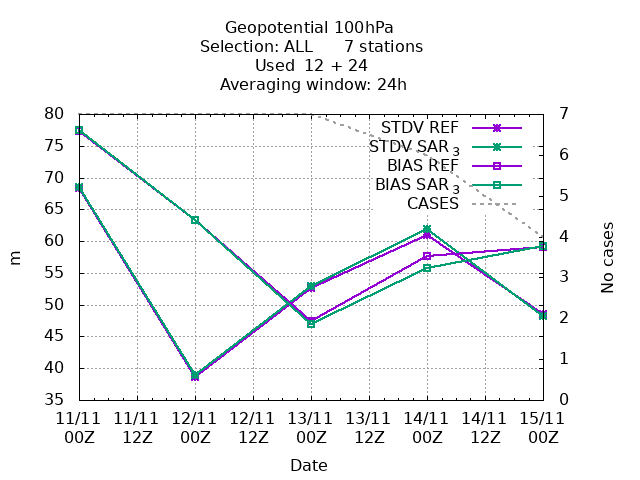 Geopotential 100hPa
Selection: ALL 7 stations
Used 12 + 24
Averaging window: 24h
80 7
STDV REF
75
STDV SAR 3
6
BIAS REF
70
BIAS SAR 3
5
65
CASES
60 4
m
55
No cases
3
50
2
45
40 1
35 0
11/11 11/11 12/11 12/11 13/11 13/11 14/11 14/11 15/11
00Z 12Z 00Z 12Z 00Z 12Z 00Z 12Z 00Z
Date